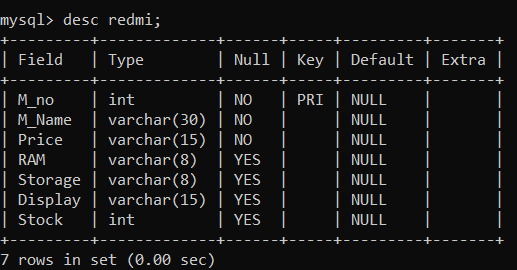 mysql> desc redmi;
+---------+-------------+------+-----+---------+-------+
| Field   | Type        | Null | Key | Default | Extra |
+---------+-------------+------+-----+---------+-------+
| M_no    | int         | NO   | PRI | NULL    |       |
| M_Name  | varchar(30) | NO   |     | NULL    |       |
| Price   | varchar(15) | NO   |     | NULL    |       |
| RAM     | varchar(8)  | YES  |     | NULL    |       |
| Storage | varchar(8)  | YES  |     | NULL    |       |
| Display | varchar(15) | YES  |     | NULL    |       |
| Stock   | int         | YES  |     | NULL    |       |
+---------+-------------+------+-----+---------+-------+
7 rows in set (0.00 sec)